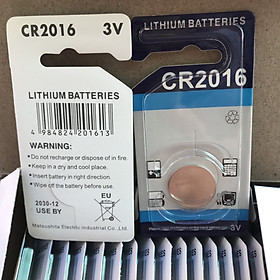 CR2016 3V
LITHIUM BATTERIES
4 984824 201613
WARNING:
Do not recharge or dispose of in fire.
Keep in a dry and cool place.
Insert battery in right direction.
Wipe off the battery before use.
2030-12
USE BY
EU
Matsushita Electric Industrial Co., Ltd.
LITHIUM BATTERIES
CR2016
3V